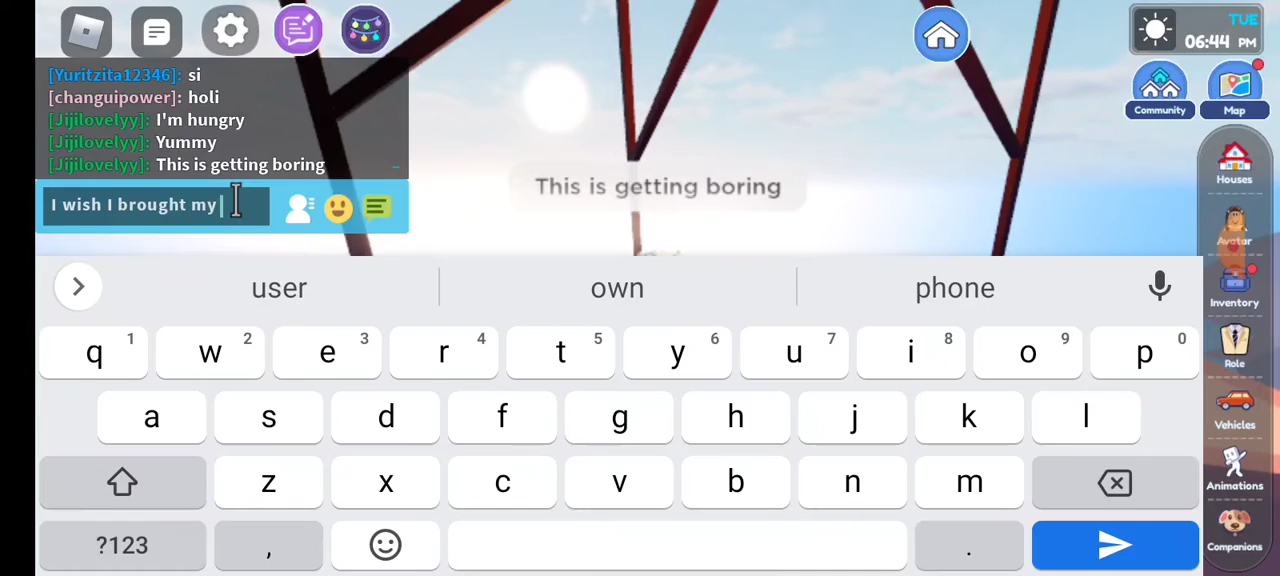 TUE
06:44 PM
[Yuritzita12346]: si
[changuipower]: holi
[Jijilovelyy]: I'm hungry
[Jijilovelyy]: Yummy
[Jijilovelyy]: This is getting boring
I wish I brought my
This is getting boring
Community
Map
Houses
Avatar
Inventory
Role
Vehicles
Animations
Companions
user own phone
q 1 w 2 e 3 r 4 t 5 y 6 u 7 i 8 o 9 p 0
a s d f g h j k l
z x c v b n m
?123 , .